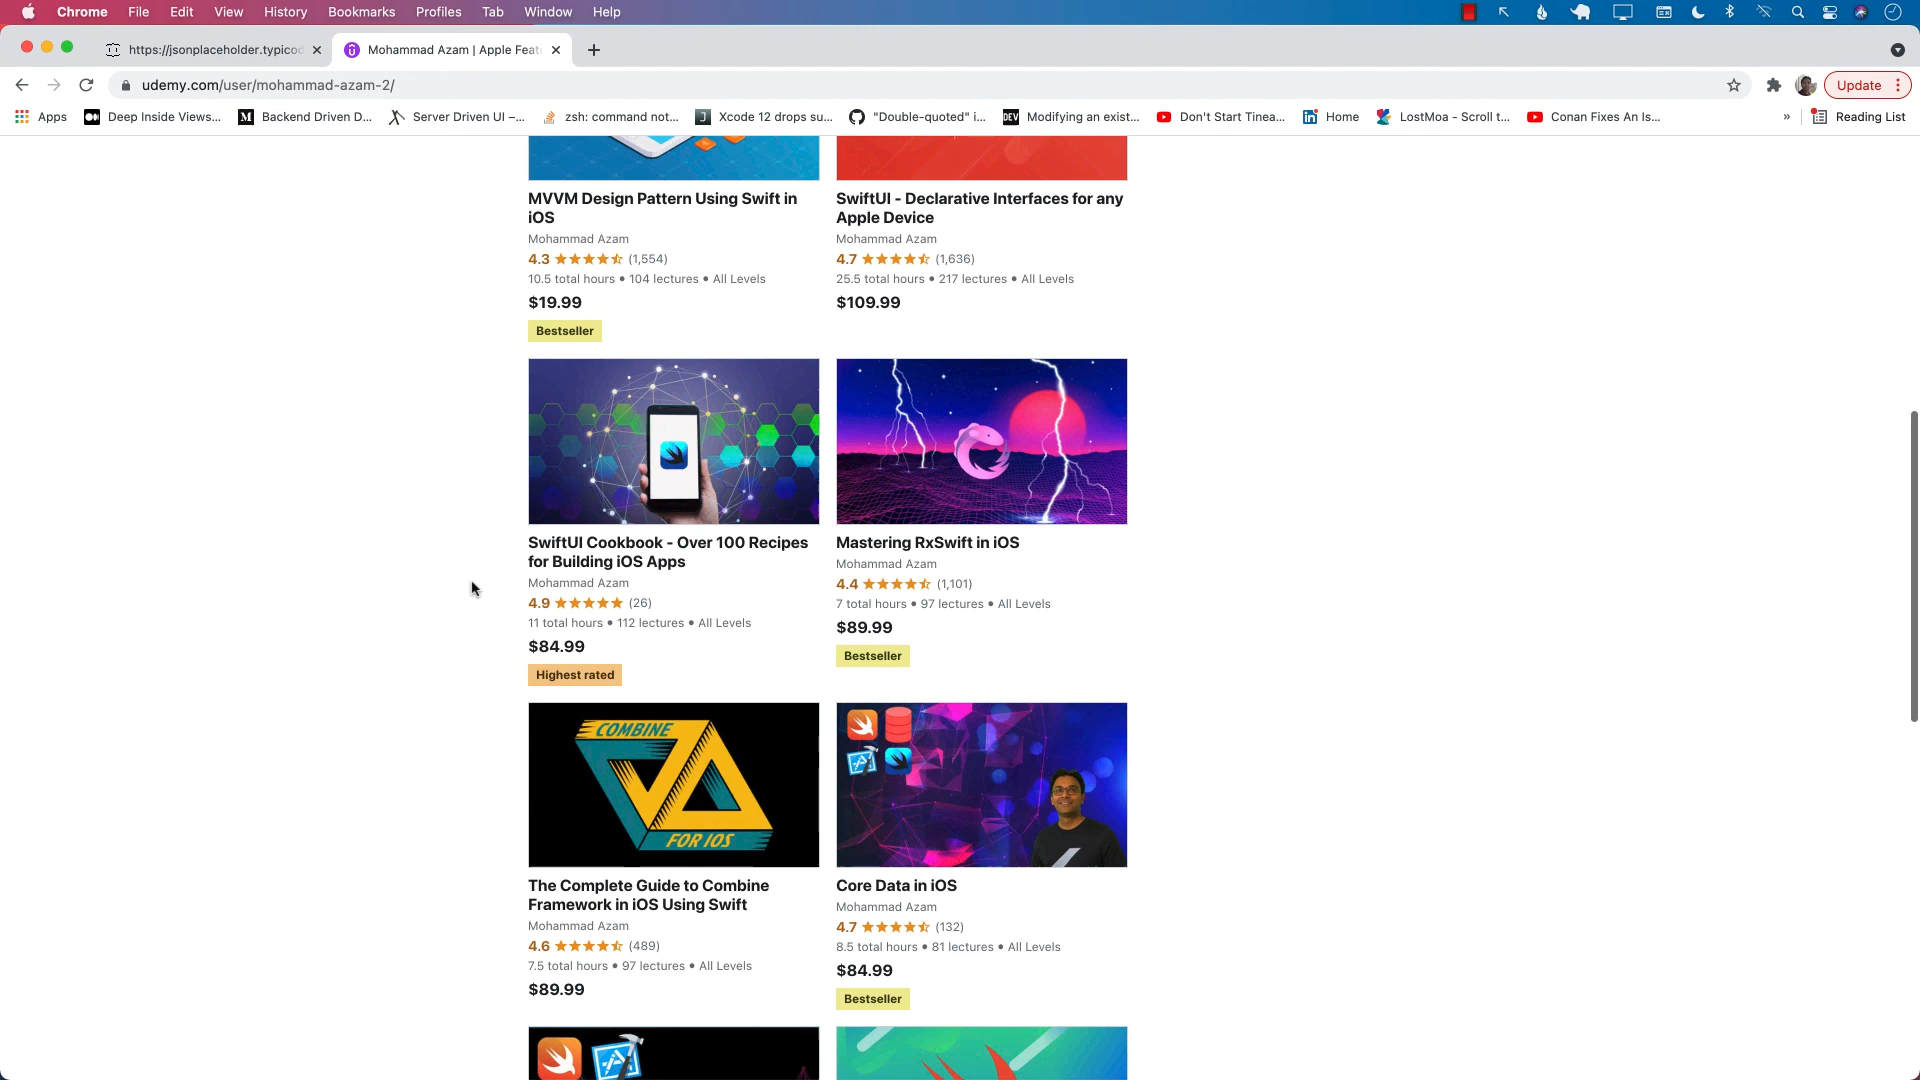 Chrome File Edit View History Bookmarks Profiles Tab Window Help
https://jsonplaceholder.typicod
Mohammad Azam | Apple Feat
udemy.com/user/mohammad-azam-2/
Update
Apps
Deep Inside Views...
Backend Driven D...
Server Driven UI –...
zsh: command not...
Xcode 12 drops su...
"Double-quoted" i...
DEV
Modifying an exist...
Don't Start Tinea...
Home
LostMoa - Scroll t...
Conan Fixes An Is...
»
Reading List
MVVM Design Pattern Using Swift in
iOS
Mohammad Azam
4.3 (1,554)
10.5 total hours • 104 lectures • All Levels
$19.99
Bestseller
SwiftUI - Declarative Interfaces for any
Apple Device
Mohammad Azam
4.7 (1,636)
25.5 total hours • 217 lectures • All Levels
$109.99
SwiftUI Cookbook - Over 100 Recipes
for Building iOS Apps
Mohammad Azam
4.9 (26)
11 total hours • 112 lectures • All Levels
$84.99
Highest rated
Mastering RxSwift in iOS
Mohammad Azam
4.4 (1,101)
7 total hours • 97 lectures • All Levels
$89.99
Bestseller
COMBINE
FOR IOS
The Complete Guide to Combine
Framework in iOS Using Swift
Mohammad Azam
4.6 (489)
7.5 total hours • 97 lectures • All Levels
$89.99
Core Data in iOS
Mohammad Azam
4.7 (132)
8.5 total hours • 81 lectures • All Levels
$84.99
Bestseller